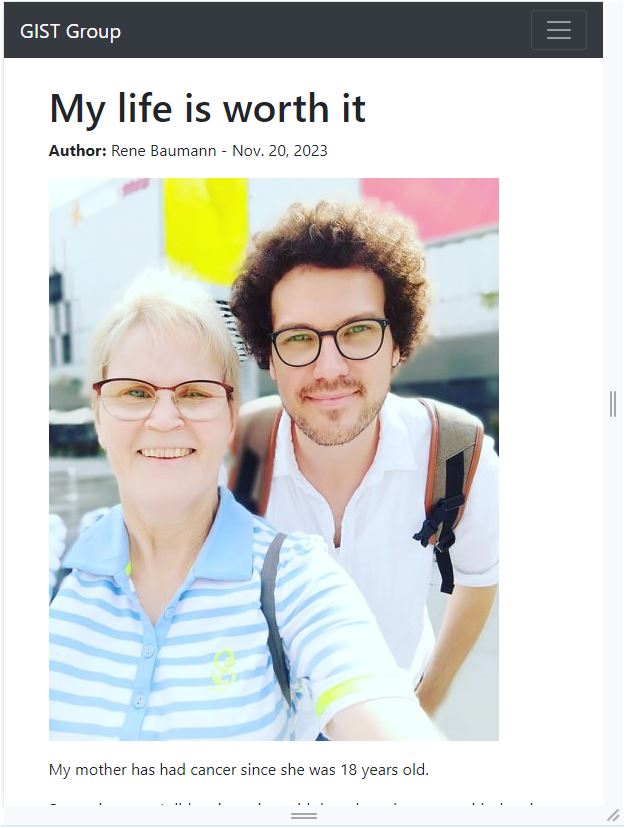 GIST Group
My life is worth it
Author: Rene Baumann - Nov. 20, 2023
My mother has had cancer since she was 18 years old.